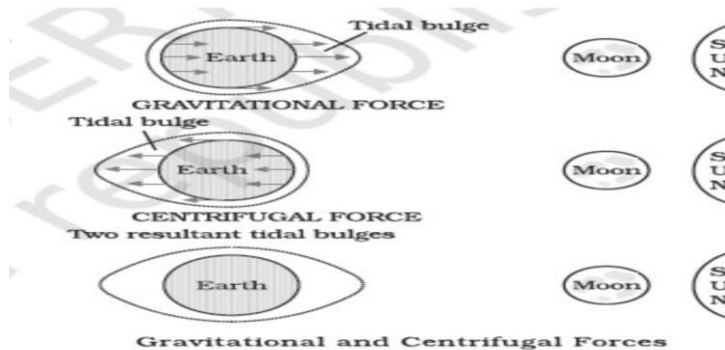 Tidal bulge
Earth
Moon
S
U
N
GRAVITATIONAL FORCE
Tidal bulge
Earth
Moon
S
U
N
CENTRIFUGAL FORCE
Two resultant tidal bulges
Earth
Moon
S
U
N
Gravitational and Centrifugal Forces